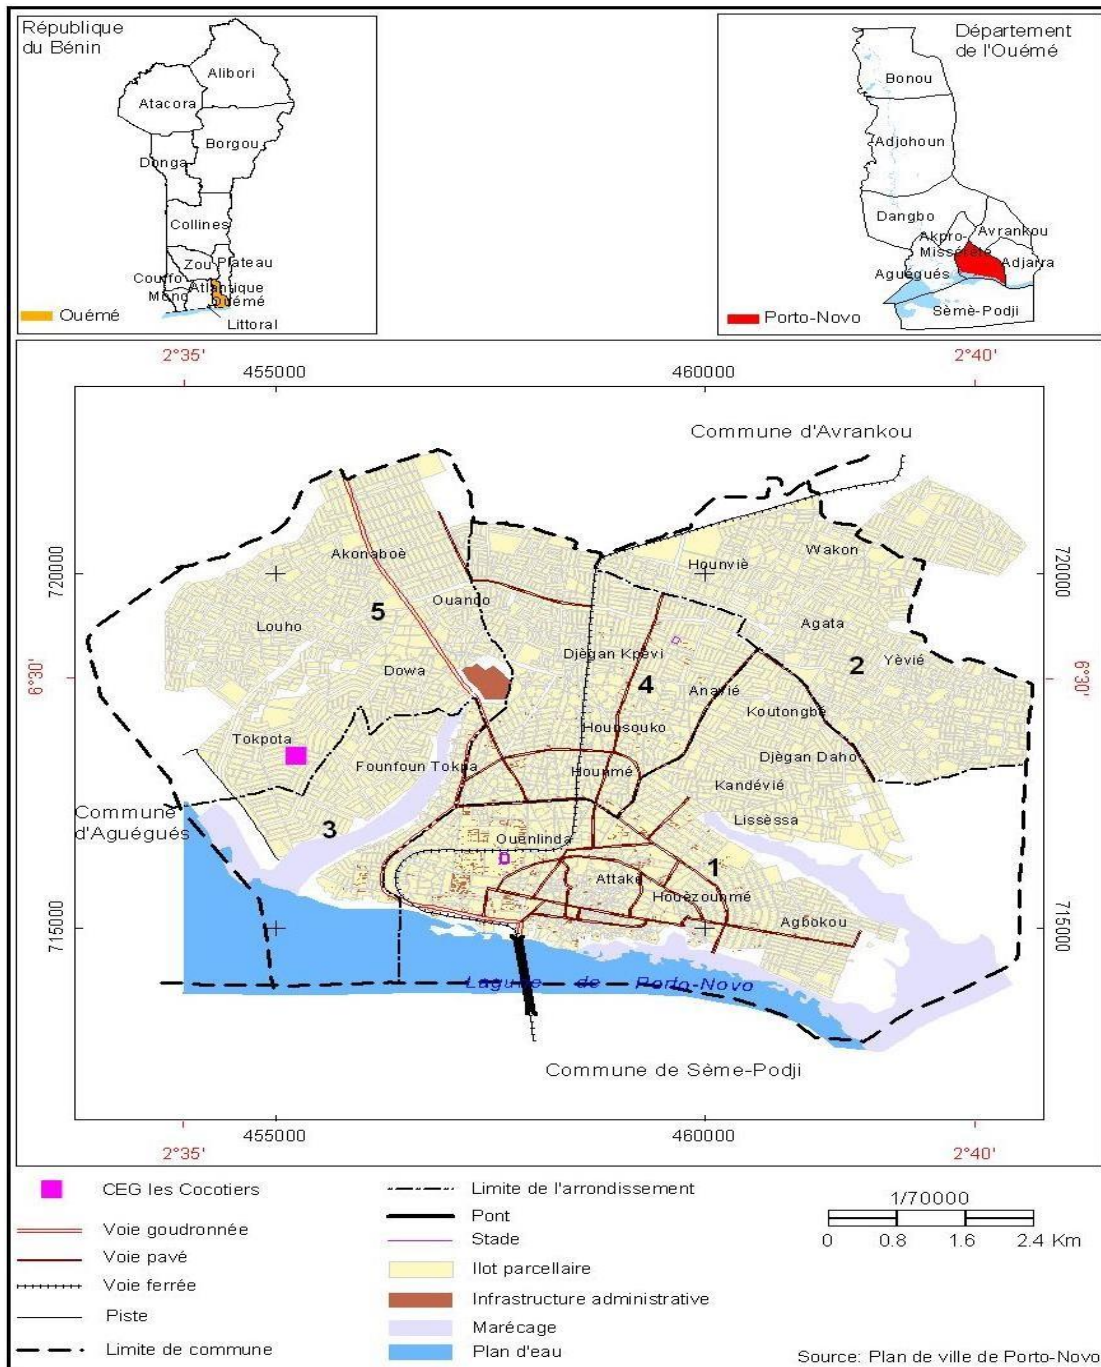 République
du Bénin
Alibori
Atacora
Borgou
Donga
Collines
Zou
Plateau
Couffo
Atlantique
Mono
Ouémé
Littoral
Ouémé
Département
de l'Ouémé
Bonou
Adjohoun
Dangbo
Avrankou
Akpro-
Missérété
Adjarra
Aguégués
Sèmè-Podji
Porto-Novo
2°35'
455000
460000
2°40'
Commune d'Avrankou
Wakon
Akonaboè
Hounviè
720000
720000
Ouando
5
Louho
Agata
Djègan Kpèvi
2
Yèvié
6°30'
6°30'
Dowa
4
Anavié
Koutongbé
Hounsouko
Tokpota
Djègan Daho
Founfoun Tokpa
Hounmé
Kandévié
Commune
d'Aguégués
Lissèssa
3
Ouenlinda
1
Attaké
Houèzounmé
Agbokou
715000
715000
Lagune de Porto-Novo
Commune de Sème-Podji
455000
460000
2°35'
2°40'
CEG les Cocotiers
Voie goudronnée
Voie pavé
Voie ferrée
Piste
Limite de commune
Limite de l'arrondissement
Pont
Stade
Ilot parcellaire
Infrastructure administrative
Marécage
Plan d'eau
1/70000
0 0.8 1.6 2.4 Km
Source: Plan de ville de Porto-Novo